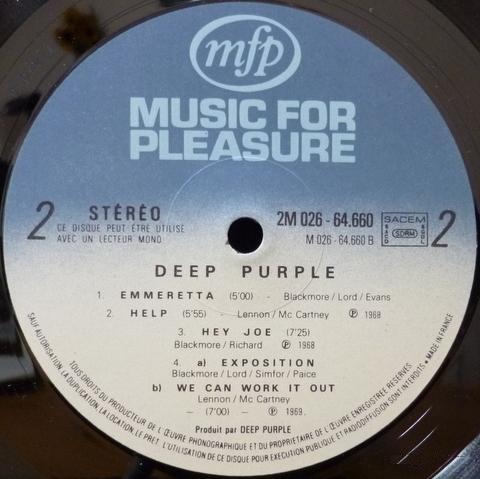 mfp
MUSIC FOR
PLEASURE
2 STÉRÉO 2M 026 - 64.660 SACEM 2
CE DISQUE PEUT ÊTRE UTILISÉ
AVEC UN LECTEUR MONO M 026 - 64.660 B SDRM
DEEP PURPLE
1. EMMERETTA (5'00) - Blackmore / Lord / Evans
2. HELP (5'55) - Lennon / Mc Cartney ℗ 1968
3. HEY JOE (7'25)
Blackmore / Richard ℗ 1968
4. a) EXPOSITION
Blackmore / Lord / Simfor / Paice
b) WE CAN WORK IT OUT
Lennon / Mc Cartney
- (7'00) - ℗ 1969.
Produit par DEEP PURPLE
TOUS DROITS DU PRODUCTEUR DE L'ŒUVRE PHONOGRAPHIQUE ET DU PROPRIETAIRE DE L'ŒUVRE ENREGISTRÉE RESERVES
SAUF AUTORISATION LA DUPLICATION, LA LOCATION, LE PRET, L'UTILISATION DE CE DISQUE POUR EXECUTION PUBLIQUE ET RADIODIFFUSION SONT INTERDITS • MADE IN FRANCE